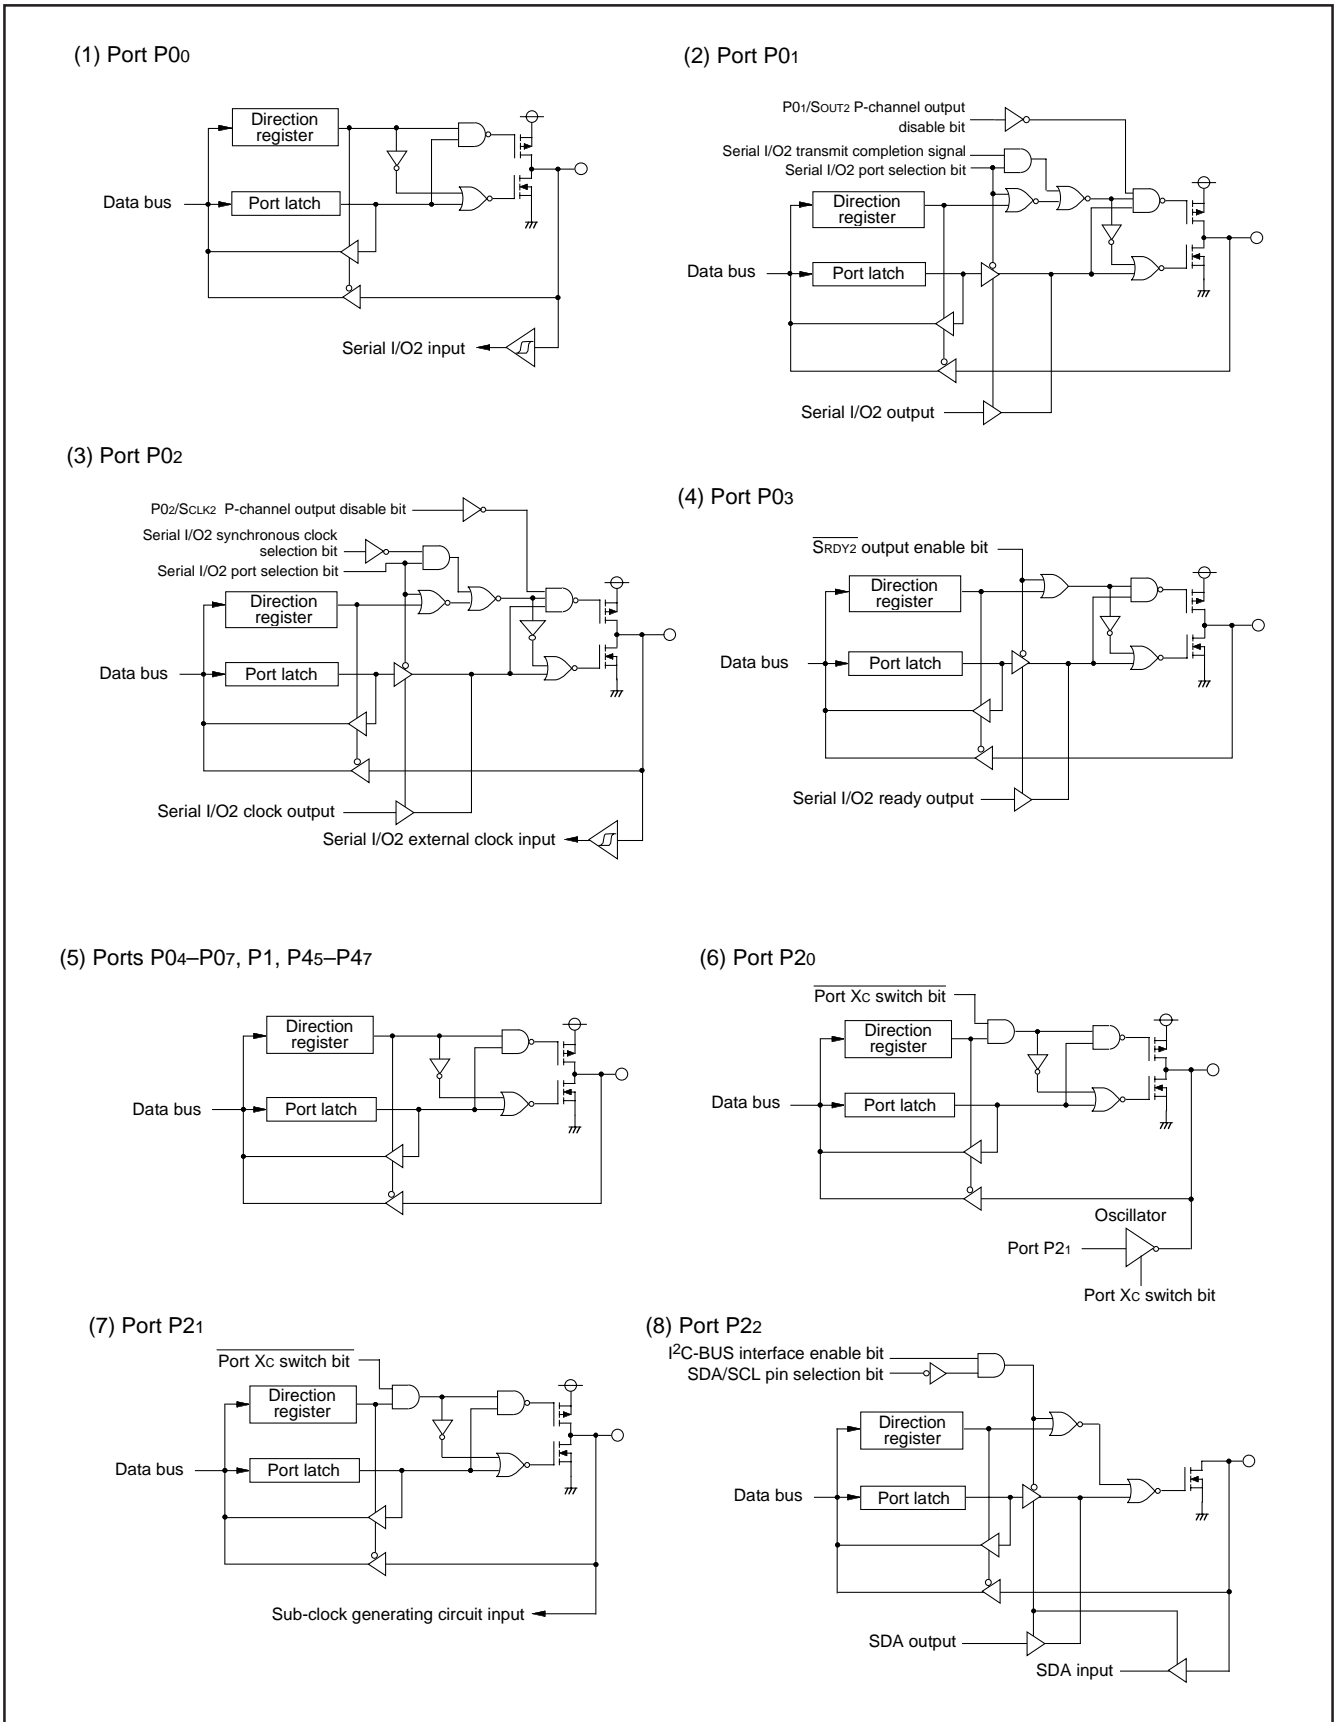 (1) Port P00
Direction
register
Data bus
Port latch
Serial I/O2 input
(2) Port P01
P01/SOUT2 P-channel output
disable bit
Serial I/O2 transmit completion signal
Serial I/O2 port selection bit
Direction
register
Data bus
Port latch
Serial I/O2 output
(3) Port P02
P02/SCLK2 P-channel output disable bit
Serial I/O2 synchronous clock
selection bit
Serial I/O2 port selection bit
Direction
register
Data bus
Port latch
Serial I/O2 clock output
Serial I/O2 external clock input
(4) Port P03
SRDY2 output enable bit
Direction
register
Data bus
Port latch
Serial I/O2 ready output
(5) Ports P04–P07, P1, P45–P47
Direction
register
Data bus
Port latch
(6) Port P20
Port XC switch bit
Direction
register
Data bus
Port latch
Oscillator
Port P21
Port XC switch bit
(7) Port P21
Port XC switch bit
Direction
register
Data bus
Port latch
Sub-clock generating circuit input
(8) Port P22
I2C-BUS interface enable bit
SDA/SCL pin selection bit
Direction
register
Data bus
Port latch
SDA output
SDA input